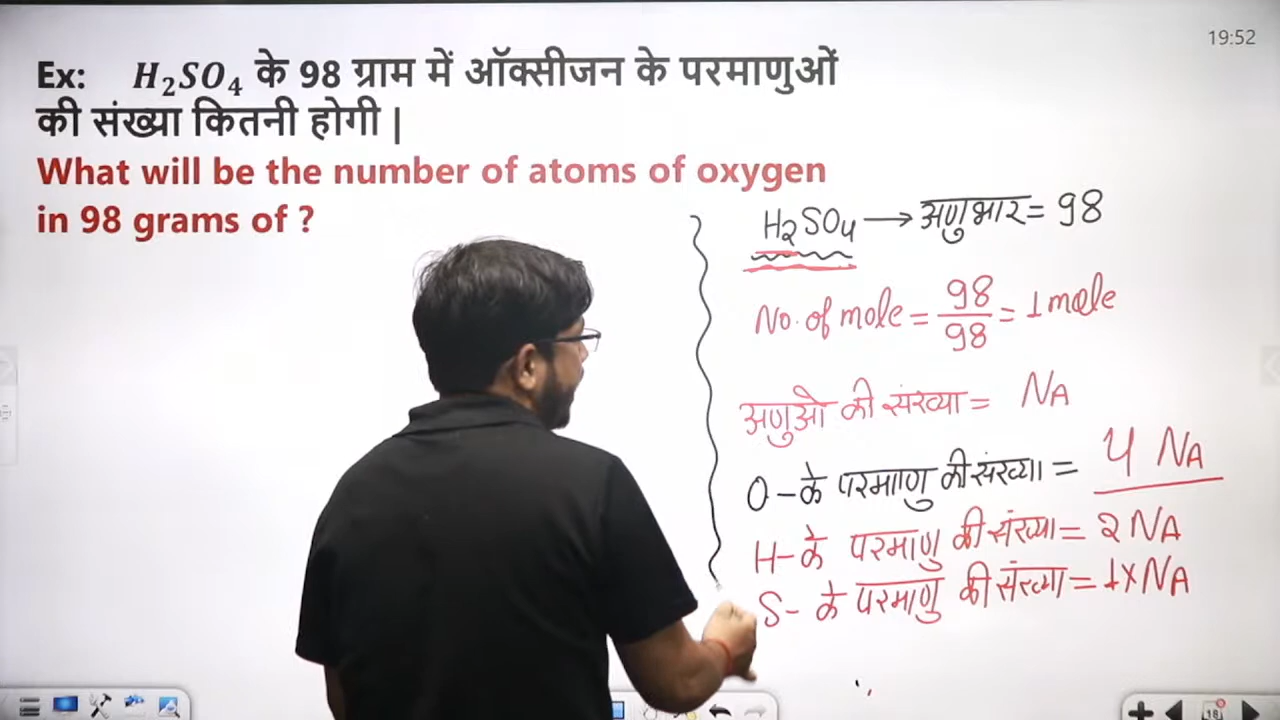 19:52
Ex: H₂SO₄ के 98 ग्राम में ऑक्सीजन के परमाणुओं
की संख्या कितनी होगी |
What will be the number of atoms of oxygen
in 98 grams of ?
H₂SO₄ → अणुभार = 98
No. of mole = 98/98 = 1 mole
अणुओ की संख्या = NA
O - के परमाणु की संख्या = 4 NA
H - के परमाणु की संख्या = 2 NA
S - के परमाणु की संख्या = 1 x NA
18